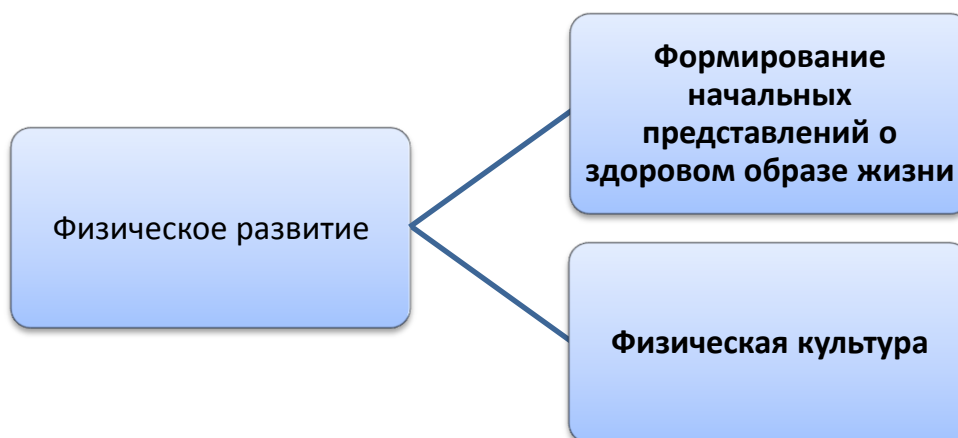 Физическое развитие
Формирование
начальных
представлений о
здоровом образе жизни
Физическая культура